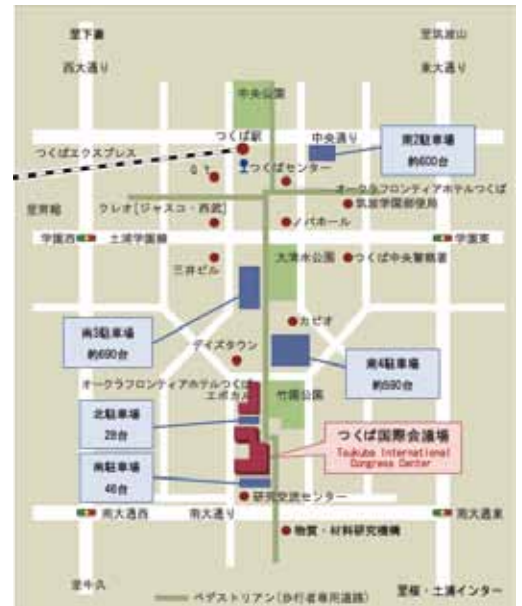 至下妻
至筑波山
西大通り
東大通り
中央公園
つくば駅
中央通り
南2駐車場
約600台
つくばエクスプレス
Q t
つくばセンター
オークラフロンティアホテルつくば
筑波学園郵便局
クレオ[ジャスコ・西武]
ノバホール
学園西
土浦学園線
学園東
三井ビル
大清水公園
つくば中央警察署
南3駐車場
約690台
カピオ
デイズタウン
南4駐車場
約590台
オークラフロンティアホテルつくば
エポカル
竹園公園
北駐車場
28台
つくば国際会議場
Tsukuba International
Congress Center
南駐車場
46台
研究交流センター
南大通西
南大通り
南大通東
物質・材料研究機構
至牛久
至桜・土浦インター
ペデストリアン(歩行者専用道路)